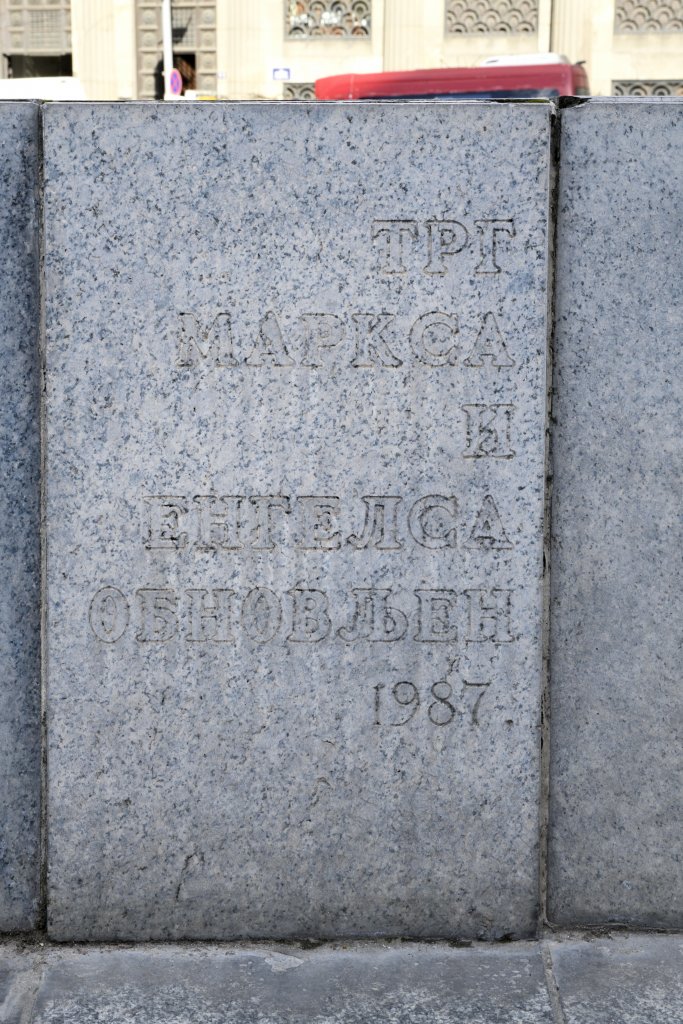 ТРГ
МАРКСА
И
ЕНГЕЛСА
ОБНОВЉЕН
1987.